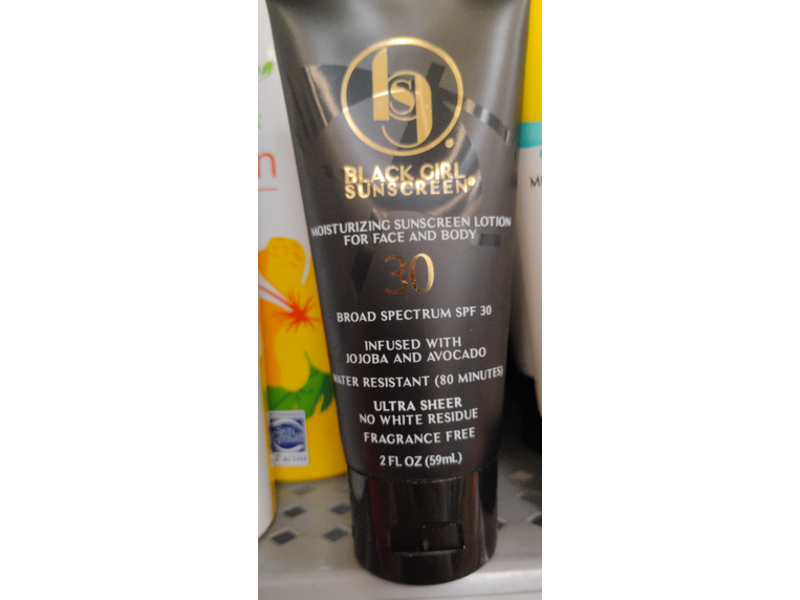 bsg
BLACK GIRL
SUNSCREEN®
MOISTURIZING SUNSCREEN LOTION
FOR FACE AND BODY
30
BROAD SPECTRUM SPF 30
INFUSED WITH
JOJOBA AND AVOCADO
WATER RESISTANT (80 MINUTES)
ULTRA SHEER
NO WHITE RESIDUE
FRAGRANCE FREE
2 FL OZ (59mL)